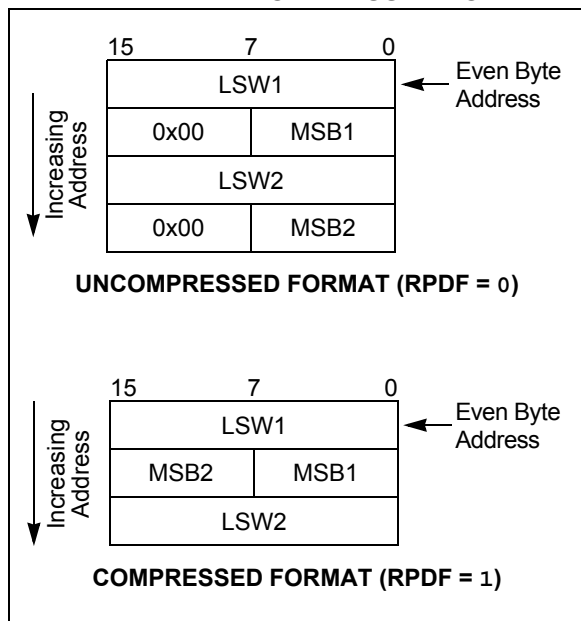 15 7 0
LSW1
Even Byte
Address
0x00 MSB1
LSW2
0x00 MSB2
Increasing
Address
UNCOMPRESSED FORMAT (RPDF = 0)
15 7 0
LSW1
Even Byte
Address
MSB2 MSB1
LSW2
Increasing
Address
COMPRESSED FORMAT (RPDF = 1)